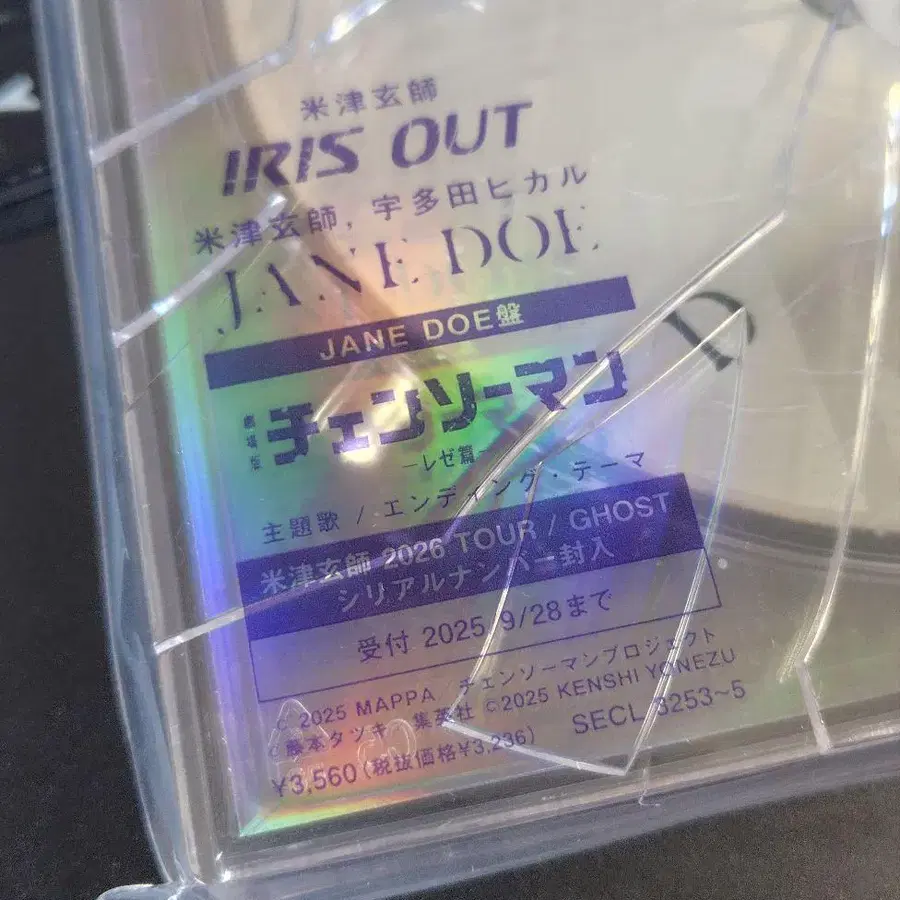 米津玄師
IRIS OUT
米津玄師, 宇多田ヒカル
JANE DOE
JANE DOE盤
劇場版 チェンソーマン
−レゼ篇−
主題歌 / エンディング・テーマ
米津玄師 2026 TOUR / GHOST
シリアルナンバー封入
受付 2025/9/28まで
© 2025 MAPPA/チェンソーマンプロジェクト
©藤本タツキ/集英社 ©2025 KENSHI YONEZU
¥3,560(税抜価格¥3,236) SECL 3253~5